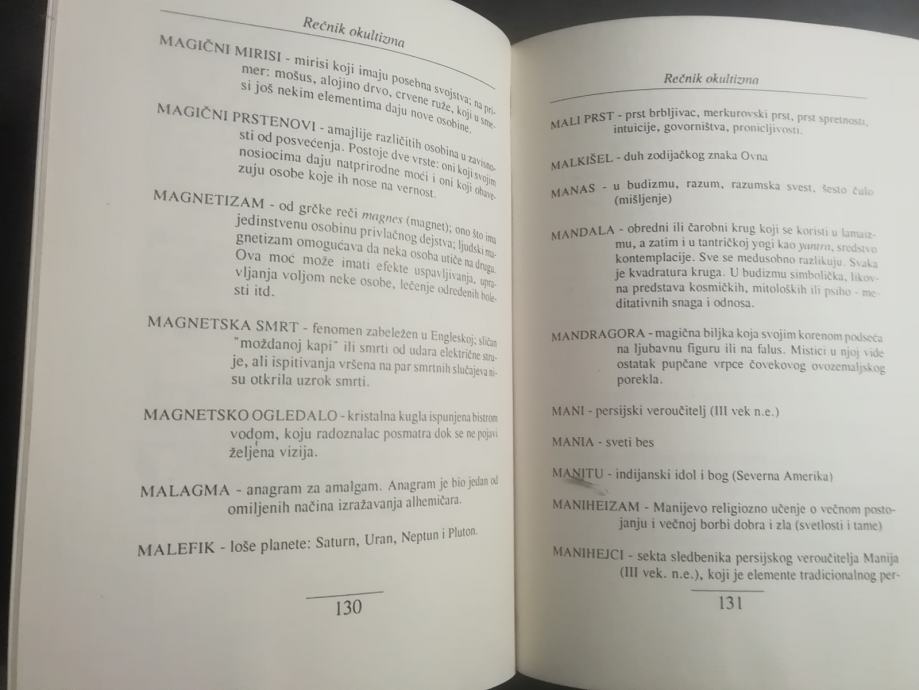 Rečnik okultizma
MAGIČNI MIRISI - mirisi koji imaju posebna svojstva; na pri-
mer: mošus, alojino drvo, crvene ruže, koji u sme-
si još nekim elementima daju nove osobine.
MAGIČNI PRSTENOVI - amajlije različitih osobina u zavisno-
sti od posvećenja. Postoje dve vrste: oni koji svojim
nosiocima daju natprirodne moći i oni koji obave-
zuju osobe koje ih nose na vernost.
MAGNETIZAM - od grčke reči magnes (magnet); ono što ima
jedinstvenu osobinu privlačnog dejstva; ljudski ma-
gnetizam omogućava da neka osoba utiče na drugu.
Ova moć može imati efekte uspavljivanja, upra-
vljanja voljom neke osobe, lečenje određenih bole-
sti itd.
MAGNETSKA SMRT - fenomen zabeležen u Engleskoj; sličan
"moždanoj kapi" ili smrti od udara električne stru-
je, ali ispitivanja vršena na par smrtnih slučajeva ni-
su otkrila uzrok smrti.
MAGNETSKO OGLEDALO - kristalna kugla ispunjena bistrom
vodom, koju radoznalac posmatra dok se ne pojavi
željena vizija.
MALAGMA - anagram za amalgam. Anagram je bio jedan od
omiljenih načina izražavanja alhemičara.
MALEFIK - loše planete: Saturn, Uran, Neptun i Pluton.
130
Rečnik okultizma
MALI PRST - prst brbljivac, merkurovski prst, prst spretnosti,
intuicije, govorništva, pronicljivosti.
MALKIŠEL - duh zodijačkog znaka Ovna
MANAS - u budizmu, razum, razumska svest, šesto čulo
(mišljenje)
MANDALA - obredni ili čarobni krug koji se koristi u lamaiz-
mu, a zatim i u tantričkoj yogi kao yantra, sredstvo
kontemplacije. Sve se međusobno razlikuju. Svaka
je kvadratura kruga. U budizmu simbolička, likov-
na predstava kosmičkih, mitoloških ili psiho - me-
ditativnih snaga i odnosa.
MANDRAGORA - magična biljka koja svojim korenom podseća
na ljubavnu figuru ili na falus. Mistici u njoj vide
ostatak pupčane vrpce čovekovog ovozemaljskog
porekla.
MANI - persijski veroučitelj (III vek n.e.)
MANIA - sveti bes
MANITU - indijanski idol i bog (Severna Amerika)
MANIHEIZAM - Manijevo religiozno učenje o večnom posto-
janju i večnoj borbi dobra i zla (svetlosti i tame)
MANIHEJCI - sekta sledbenika persijskog veroučitelja Manija
(III vek. n.e.), koji je elemente tradicionalnog per-
131